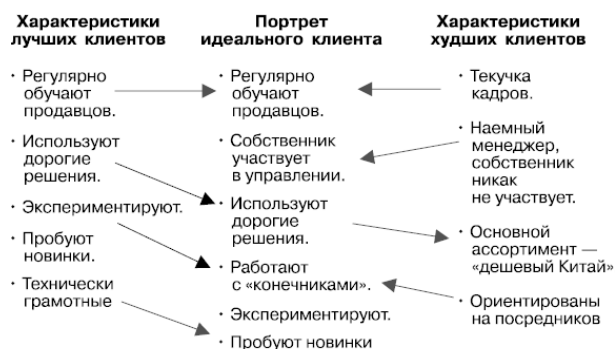 Характеристики
лучших клиентов
· Регулярно
обучают
продавцов.
· Используют
дорогие
решения.
· Экспериментируют.
· Пробуют
новинки.
· Технически
грамотные
Портрет
идеального клиента
· Регулярно
обучают
продавцов.
· Собственник
участвует
в управлении.
· Используют
дорогие
решения.
· Работают
с «конечниками».
· Экспериментируют.
· Пробуют новинки
Характеристики
худших клиентов
· Текучка
кадров.
· Наемный
менеджер,
собственник
никак
не участвует.
· Основной
ассортимент —
«дешевый Китай»
· Ориентированы
на посредников